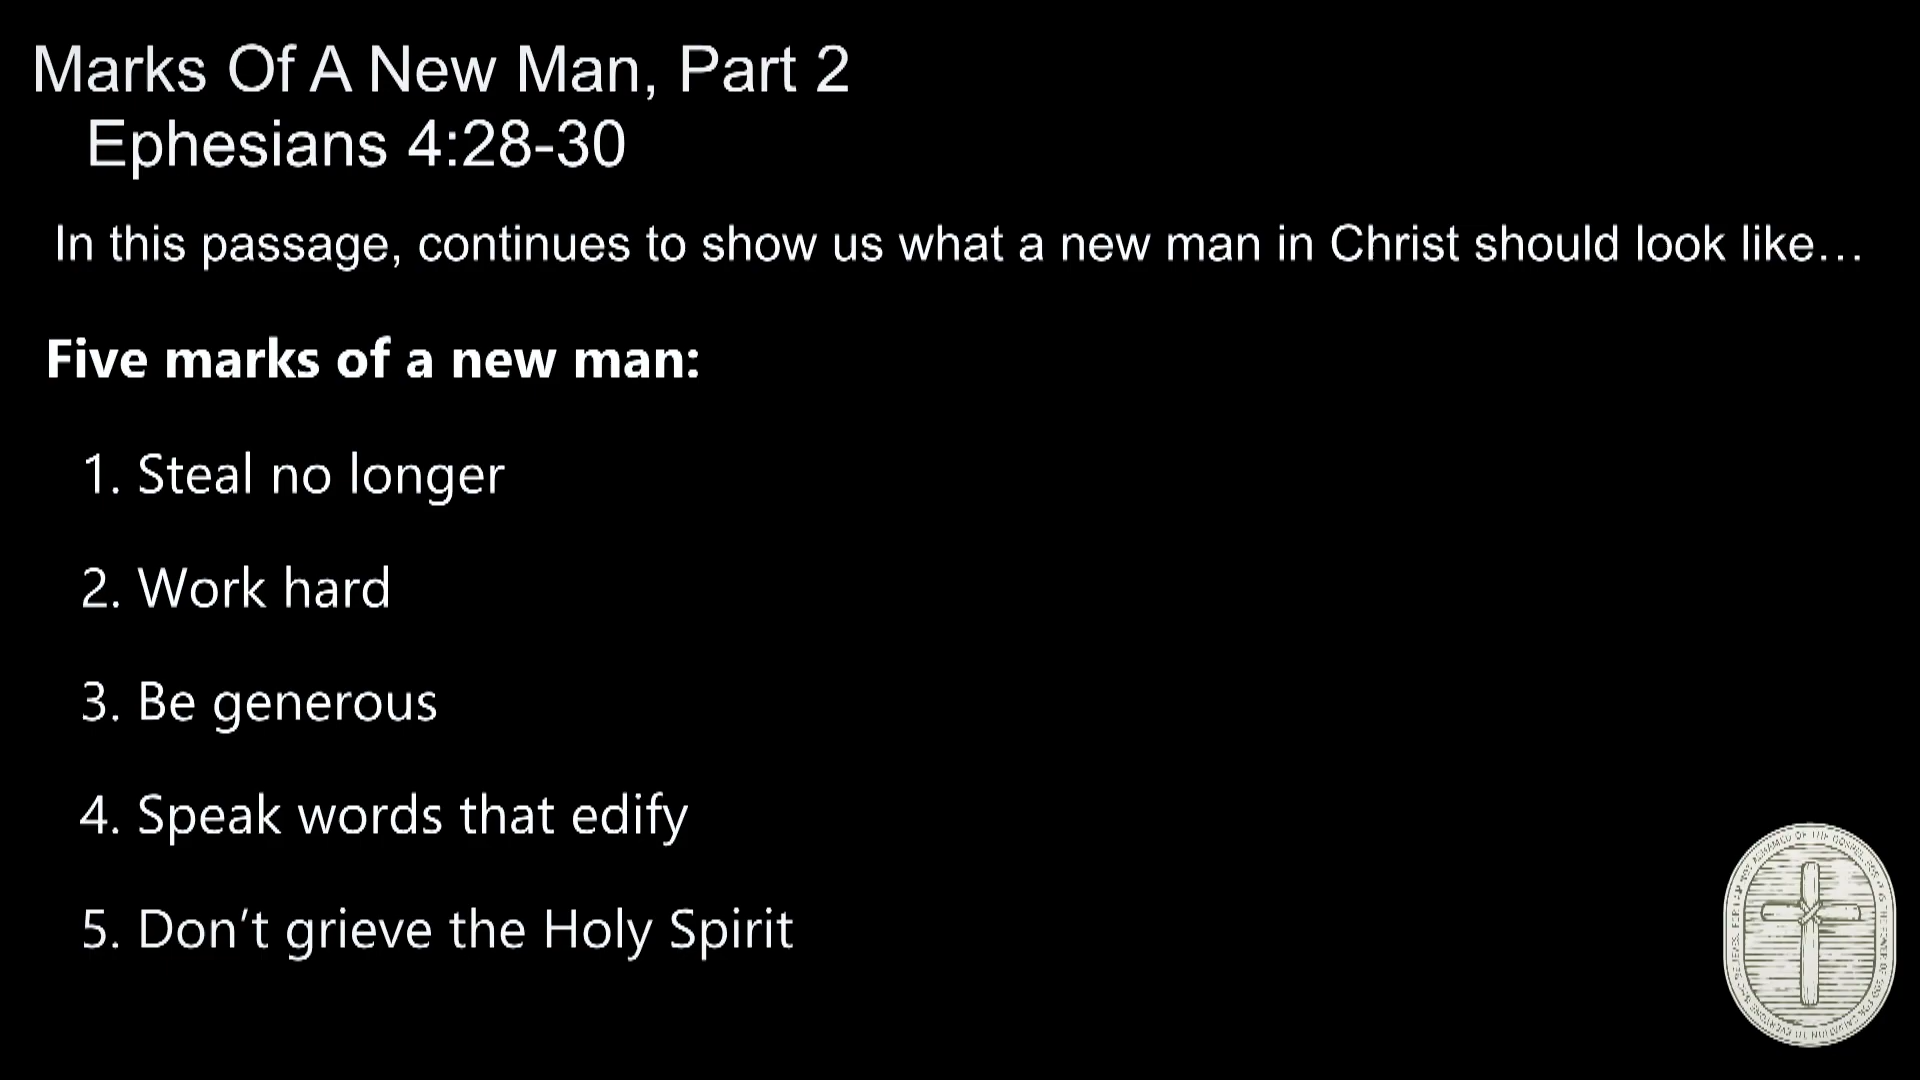 Marks Of A New Man, Part 2
Ephesians 4:28-30
In this passage, continues to show us what a new man in Christ should look like…
Five marks of a new man:
1. Steal no longer
2. Work hard
3. Be generous
4. Speak words that edify
5. Don’t grieve the Holy Spirit